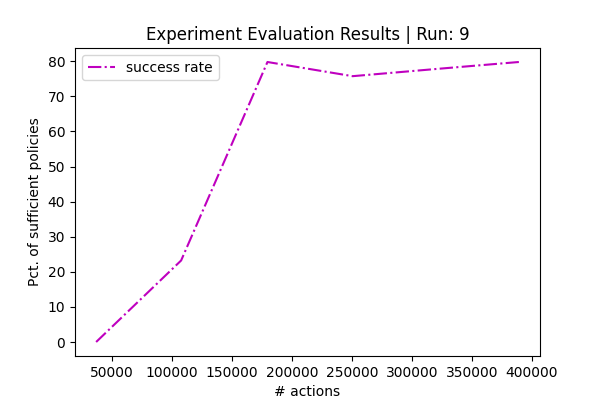 Experiment Evaluation Results | Run: 9
success rate
Pct. of sufficient policies
80
70
60
50
40
30
20
10
0
50000 100000 150000 200000 250000 300000 350000 400000
# actions